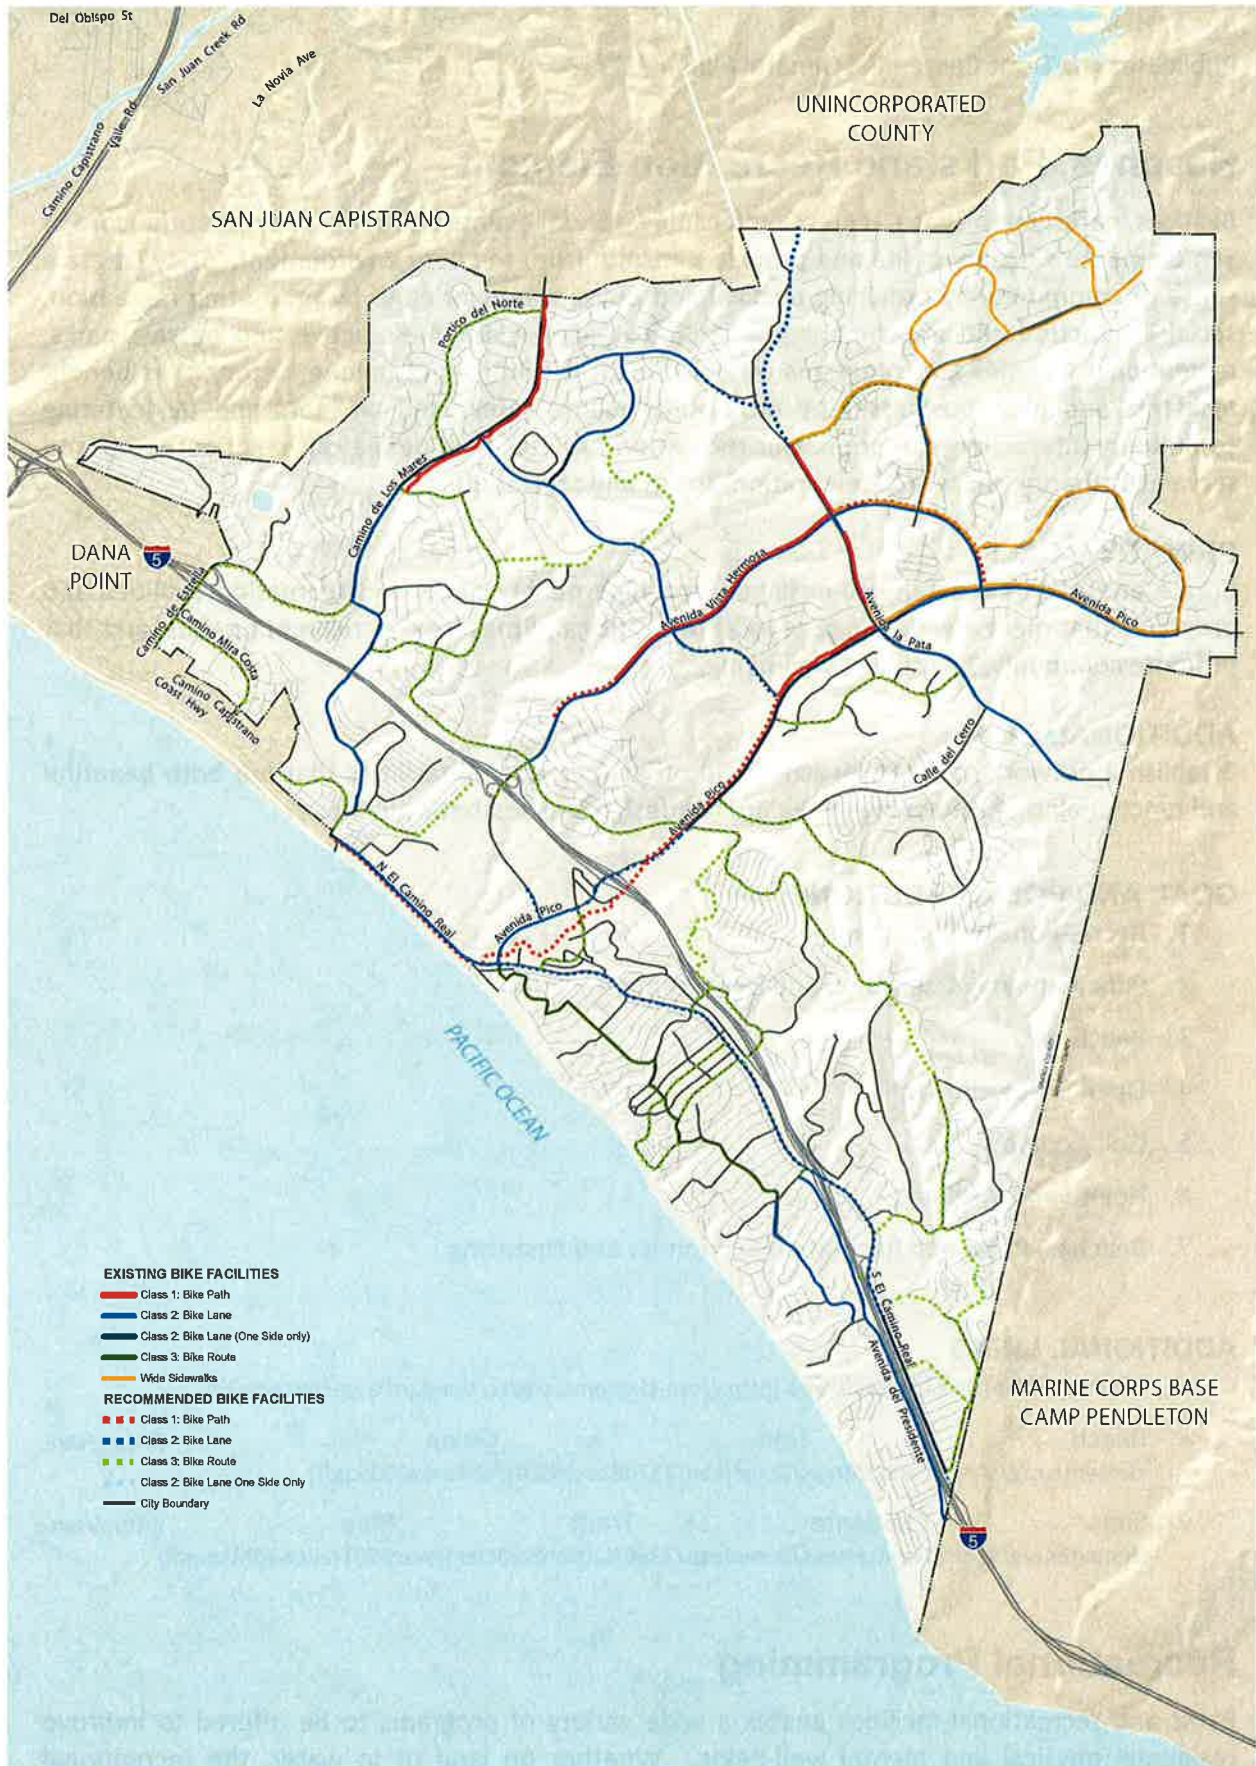 Del Obispo St
San Juan Creek Rd
La Novia Ave
Camino Capistrano
Valle Rd
UNINCORPORATED
COUNTY
SAN JUAN CAPISTRANO
Portico del Norte
Camino de Los Mares
DANA
POINT
5
Camino de Estrella
Camino Mira Costa
Camino Capistrano
Coast Hwy
Avenida Vista Hermosa
Avenida la Pata
Avenida Pico
Calle del Cerro
Avenida Pico
N El Camino Real
Avenida Pico
PACIFIC OCEAN
S El Camino Real
Avenida del Presidente
MARINE CORPS BASE
CAMP PENDLETON
5
EXISTING BIKE FACILITIES
Class 1: Bike Path
Class 2: Bike Lane
Class 2: Bike Lane (One Side only)
Class 3: Bike Route
Wide Sidewalks
RECOMMENDED BIKE FACILITIES
Class 1: Bike Path
Class 2: Bike Lane
Class 3: Bike Route
Class 2: Bike Lane One Side Only
City Boundary